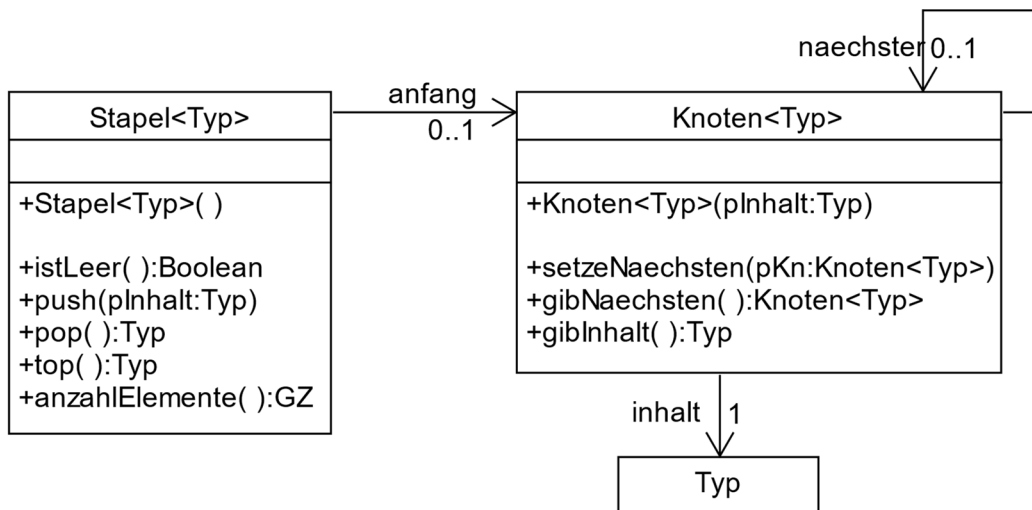 naechster 0..1
anfang
0..1
Stapel<Typ>
+Stapel<Typ>( )
+istLeer( ):Boolean
+push(pInhalt:Typ)
+pop( ):Typ
+top( ):Typ
+anzahlElemente( ):GZ
Knoten<Typ>
+Knoten<Typ>(pInhalt:Typ)
+setzeNaechsten(pKn:Knoten<Typ>)
+gibNaechsten( ):Knoten<Typ>
+gibInhalt( ):Typ
inhalt 1
Typ